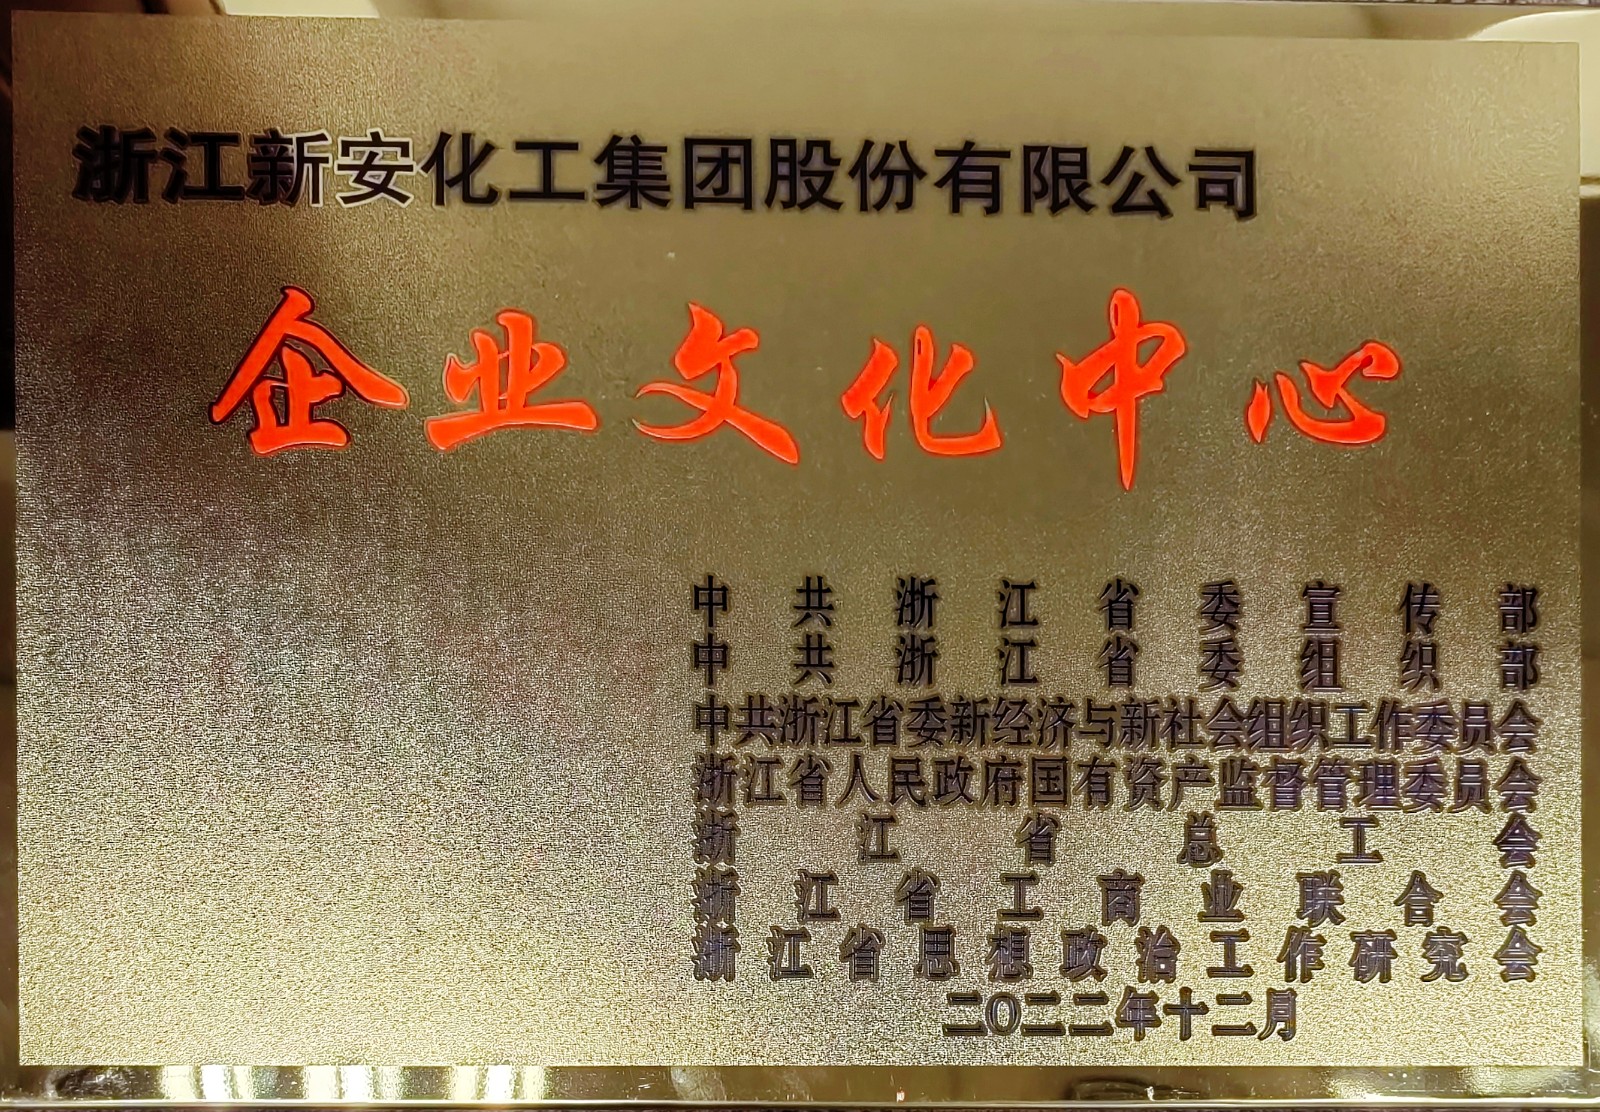 浙江新安化工集团股份有限公司
企业文化中心
中共浙江省委宣传部
中共浙江省委组织部
中共浙江省委新经济与新社会组织工作委员会
浙江省人民政府国有资产监督管理委员会
浙江省总工会
浙江省工商业联合会
浙江省思想政治工作研究会
二〇二二年十二月